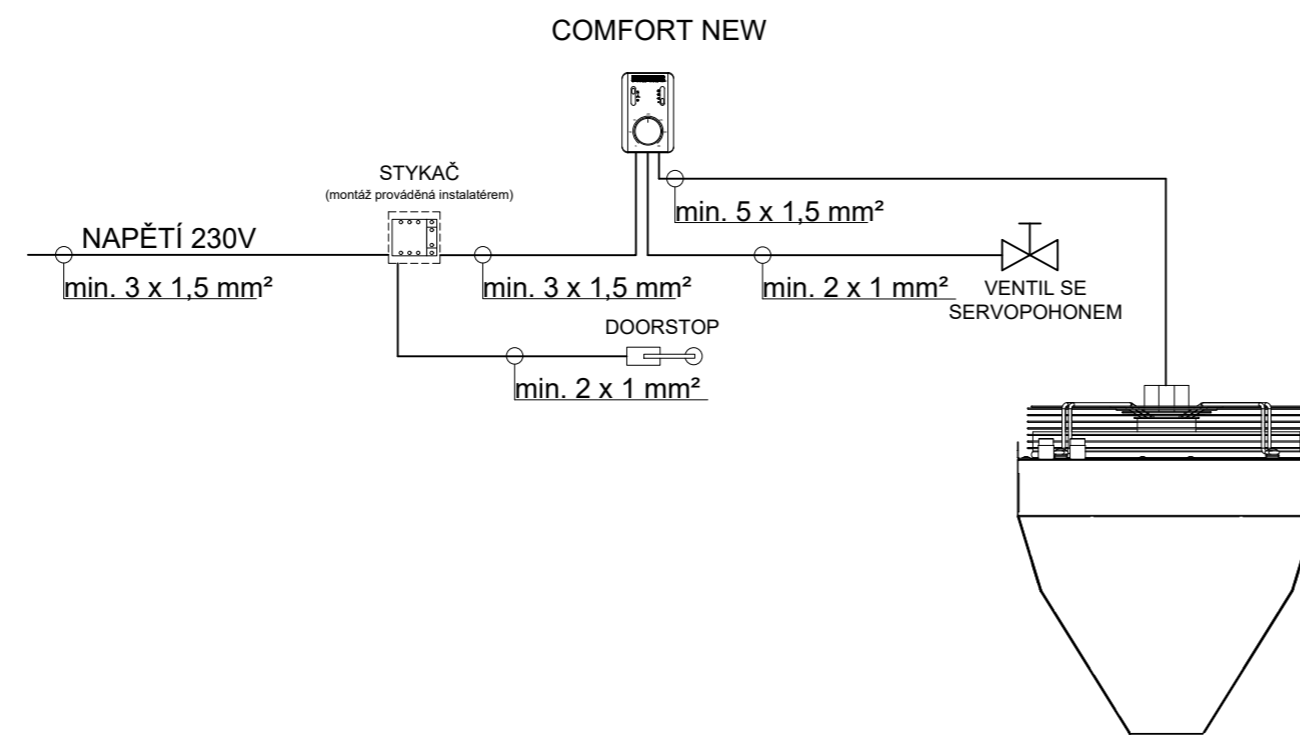 COMFORT NEW
STYKAČ
(montáž prováděná instalatérem)
min. 5 x 1,5 mm²
NAPĚTÍ 230V
min. 3 x 1,5 mm²
min. 3 x 1,5 mm²
min. 2 x 1 mm²
VENTIL SE
SERVOPOHONEM
DOORSTOP
min. 2 x 1 mm²